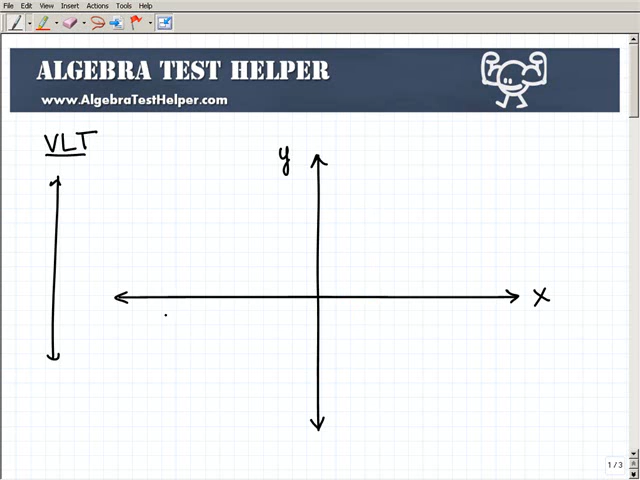 File Edit View Insert Actions Tools Help
ALGEBRA TEST HELPER
www.AlgebraTestHelper.com
VLT
y
x
1 / 3